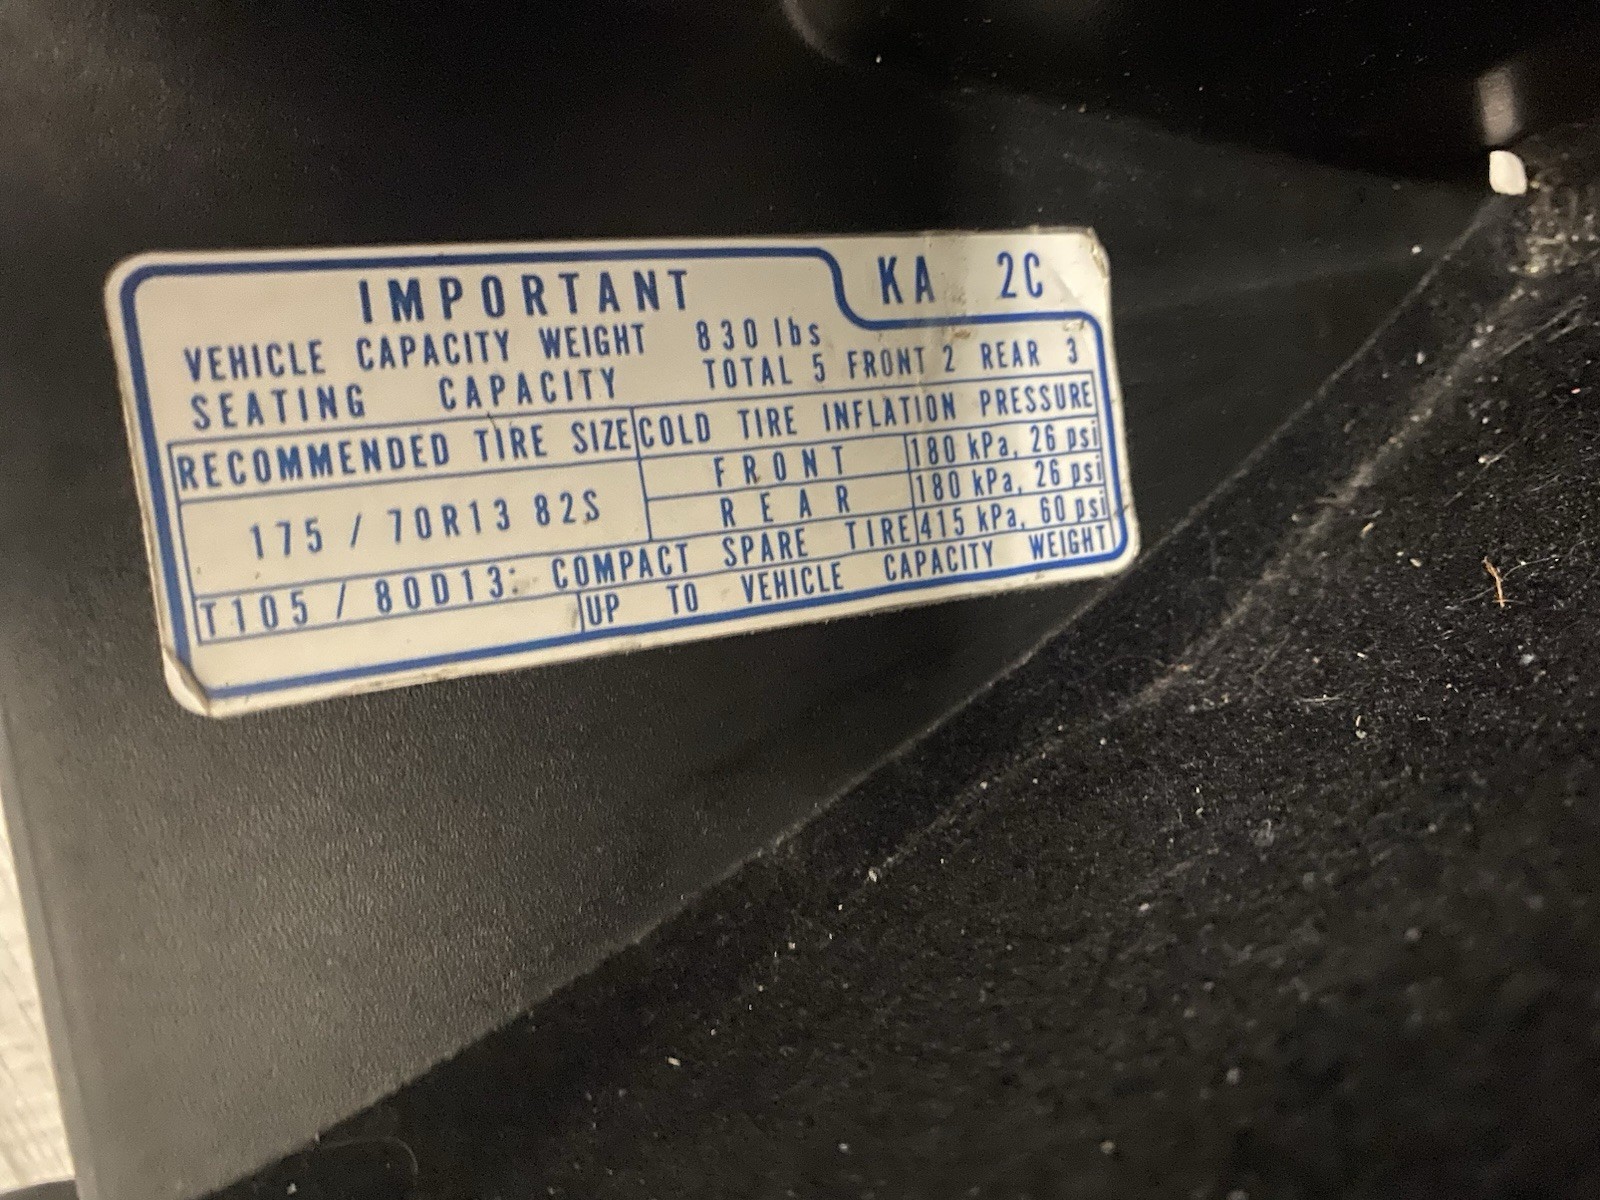 IMPORTANT KA 2C
VEHICLE CAPACITY WEIGHT 830 lbs
SEATING CAPACITY TOTAL 5 FRONT 2 REAR 3
RECOMMENDED TIRE SIZE COLD TIRE INFLATION PRESSURE
175 / 70R13 82S FRONT 180 kPa, 26 psi
REAR 180 kPa, 26 psi
T105 / 80D13: COMPACT SPARE TIRE 415 kPa, 60 psi
UP TO VEHICLE CAPACITY WEIGHT